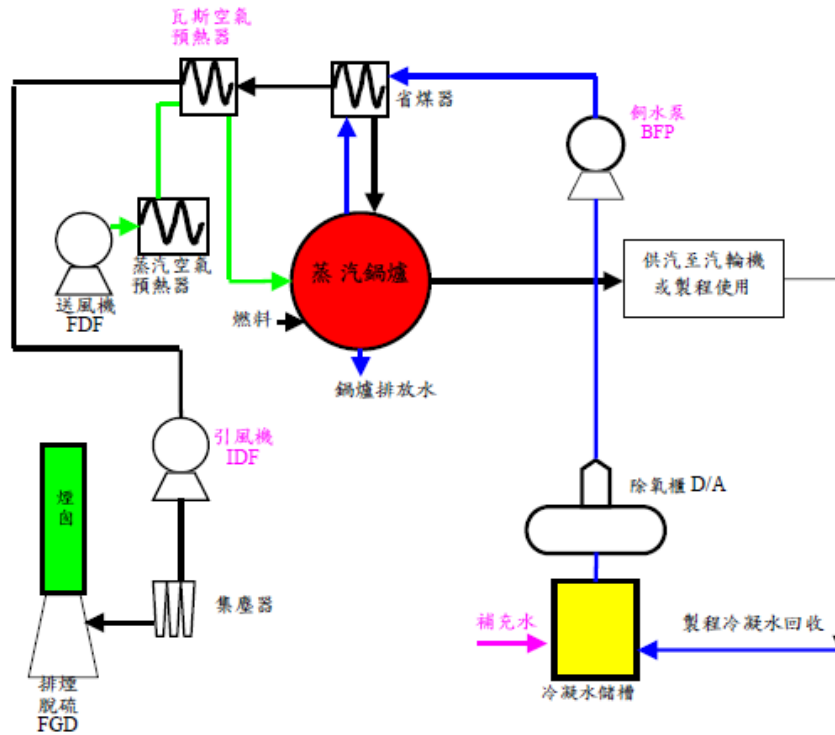 瓦斯空氣
預熱器
省煤器
飼水泵
BFP
蒸汽空氣
預熱器
送風機
FDF
蒸汽鍋爐
燃料
鍋爐排放水
供汽至汽輪機
或製程使用
引風機
IDF
煙囪
集塵器
排煙
脫硫
FGD
除氧櫃 D/A
補充水
製程冷凝水回收
冷凝水儲槽